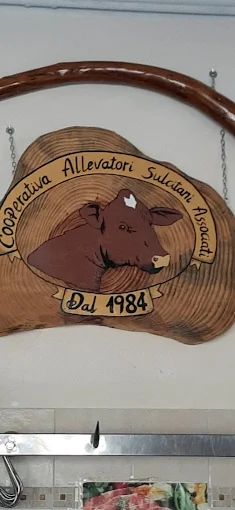 Cooperativa Allevatori Sulcitani Associati
Dal 1984